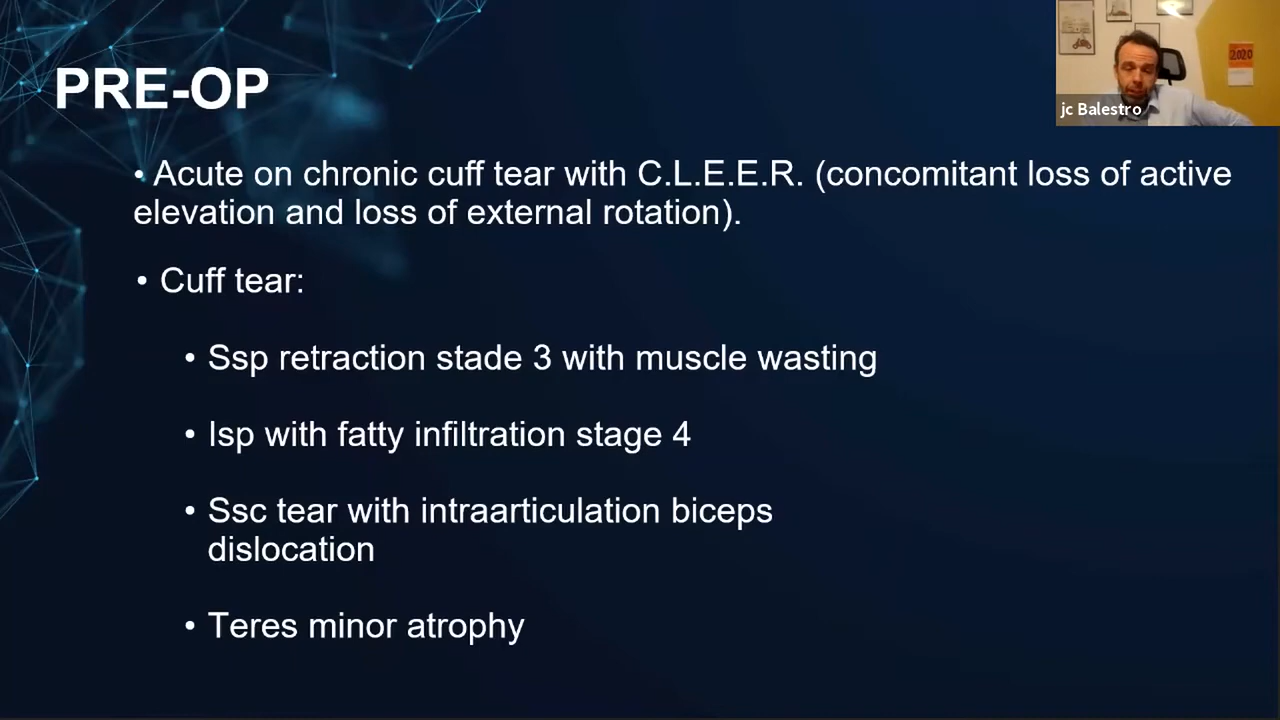 PRE-OP
2020
jc Balestro
• Acute on chronic cuff tear with C.L.E.E.R. (concomitant loss of active
elevation and loss of external rotation).
• Cuff tear:
• Ssp retraction stade 3 with muscle wasting
• Isp with fatty infiltration stage 4
• Ssc tear with intraarticulation biceps
dislocation
• Teres minor atrophy